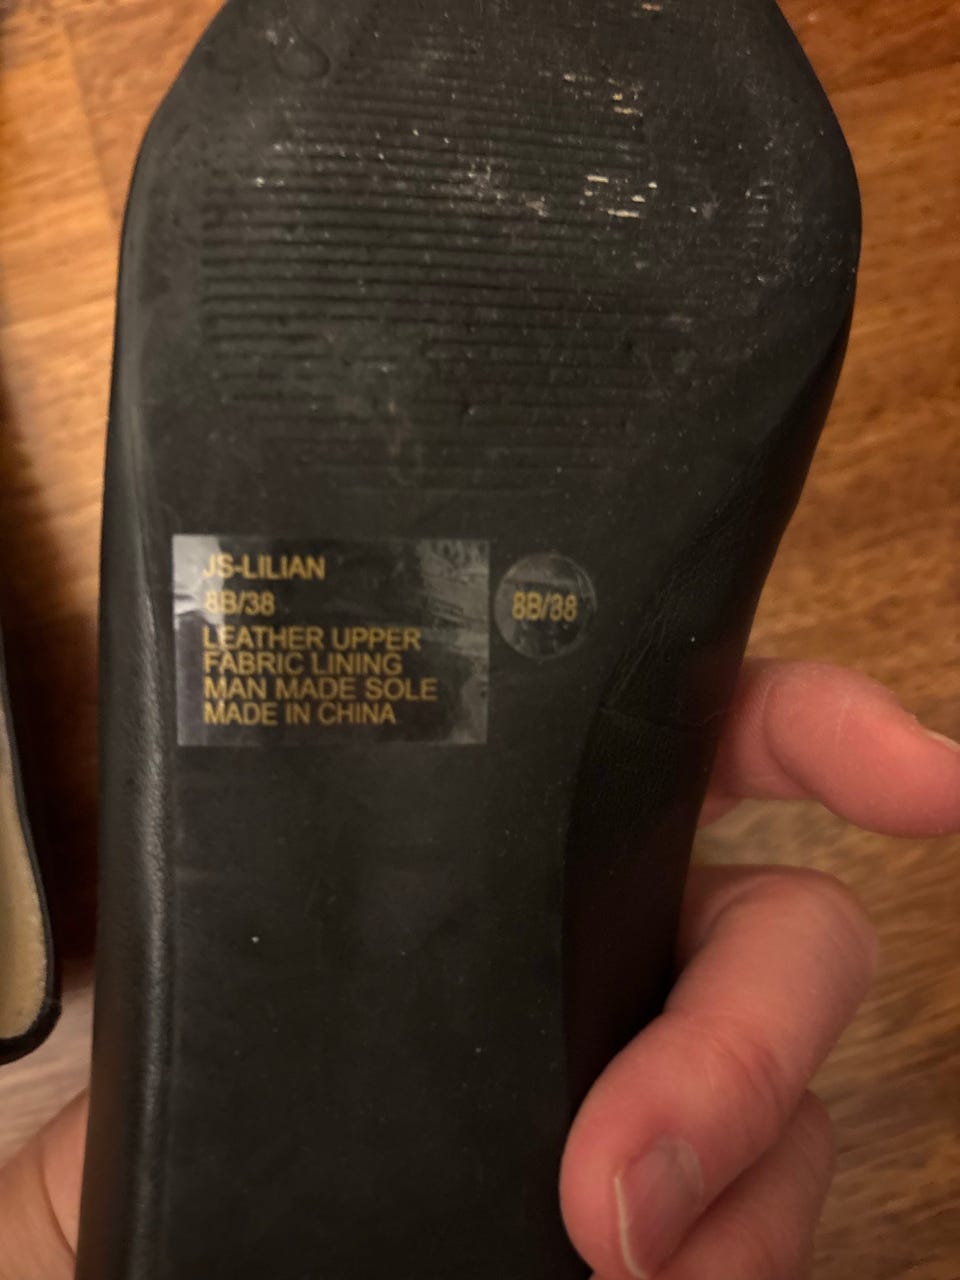 JS-LILIAN
8B/38
LEATHER UPPER
FABRIC LINING
MAN MADE SOLE
MADE IN CHINA
8B/38